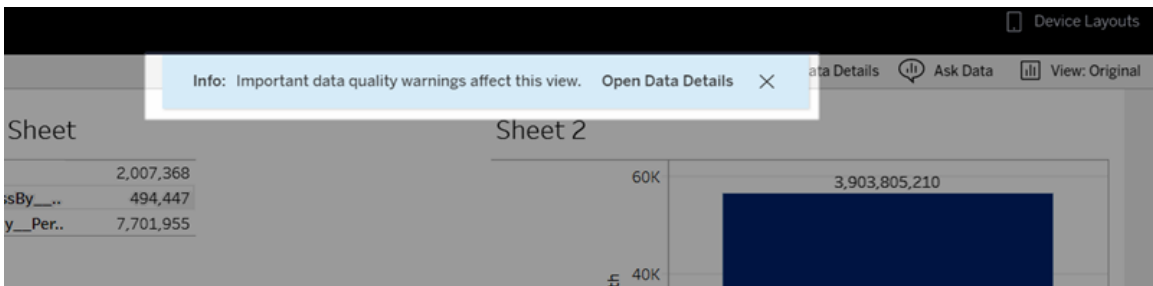 Device Layouts
Info: Important data quality warnings affect this view. Open Data Details
ata Details Ask Data View: Original
Sheet Sheet 2
2,007,368
ssBy__.. 494,447
y__Per.. 7,701,955
60K
3,903,805,210
40K